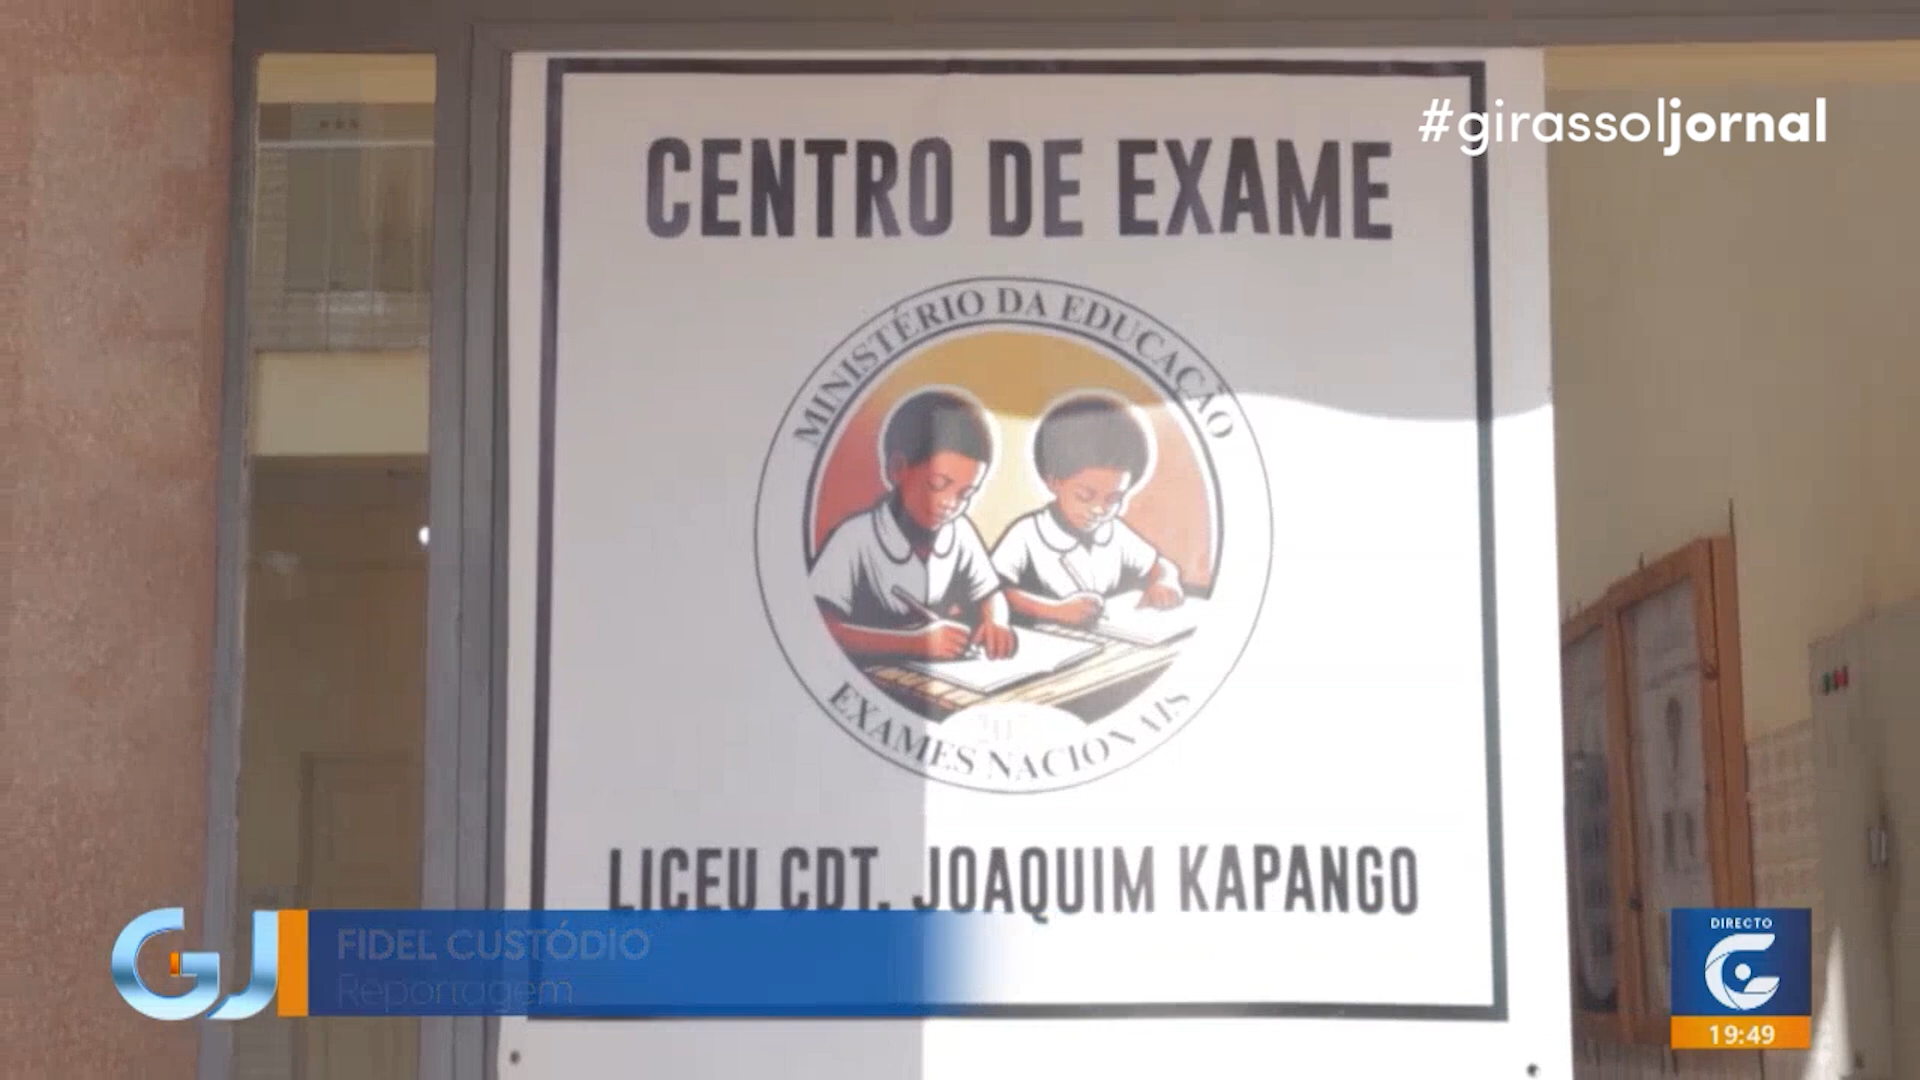 #girassoljornal
CENTRO DE EXAME
MINISTÉRIO DA EDUCAÇÃO
EXAMES NACIONAIS
LICEU CDT. JOAQUIM KAPANGO
GJ
FIDEL CUSTÓDIO
Reportagem
DIRECTO
19:49